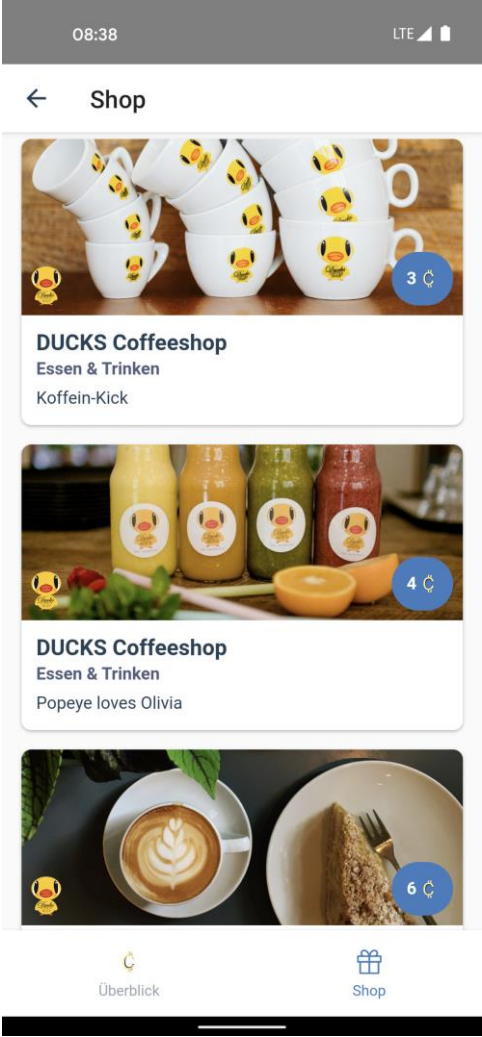 08:38
LTE
Shop
3 ₵
DUCKS Coffeeshop
Essen & Trinken
Koffein-Kick
4 ₵
DUCKS Coffeeshop
Essen & Trinken
Popeye loves Olivia
6 ₵
₵
Überblick
Shop